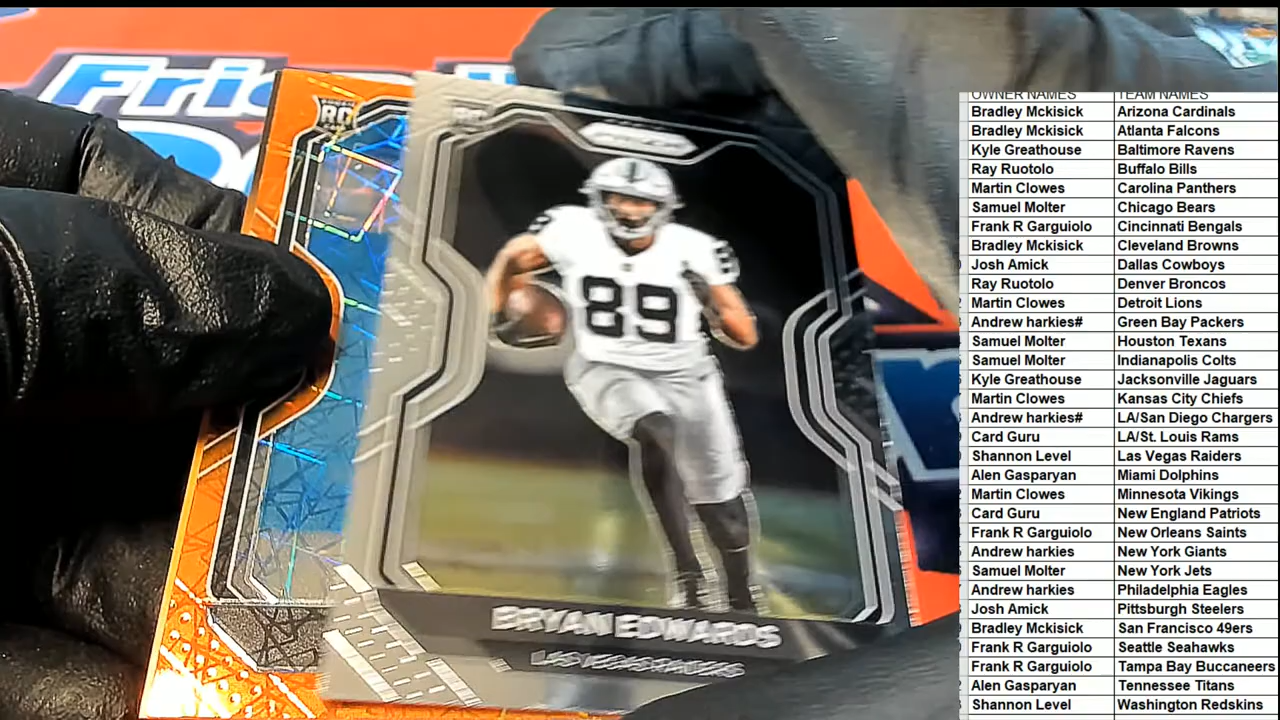 Fris
RC
RC
PRIZM
89
89
BRYAN EDWARDS
LAS VEGAS RAIDERS
OWNER NAMES TEAM NAMES
Bradley Mckisick Arizona Cardinals
Bradley Mckisick Atlanta Falcons
Kyle Greathouse Baltimore Ravens
Ray Ruotolo Buffalo Bills
Martin Clowes Carolina Panthers
Samuel Molter Chicago Bears
Frank R Garguiolo Cincinnati Bengals
Bradley Mckisick Cleveland Browns
Josh Amick Dallas Cowboys
Ray Ruotolo Denver Broncos
Martin Clowes Detroit Lions
Andrew harkies# Green Bay Packers
Samuel Molter Houston Texans
Samuel Molter Indianapolis Colts
Kyle Greathouse Jacksonville Jaguars
Martin Clowes Kansas City Chiefs
Andrew harkies# LA/San Diego Chargers
Card Guru LA/St. Louis Rams
Shannon Level Las Vegas Raiders
Alen Gasparyan Miami Dolphins
Martin Clowes Minnesota Vikings
Card Guru New England Patriots
Frank R Garguiolo New Orleans Saints
Andrew harkies New York Giants
Samuel Molter New York Jets
Andrew harkies Philadelphia Eagles
Josh Amick Pittsburgh Steelers
Bradley Mckisick San Francisco 49ers
Frank R Garguiolo Seattle Seahawks
Frank R Garguiolo Tampa Bay Buccaneers
Alen Gasparyan Tennessee Titans
Shannon Level Washington Redskins